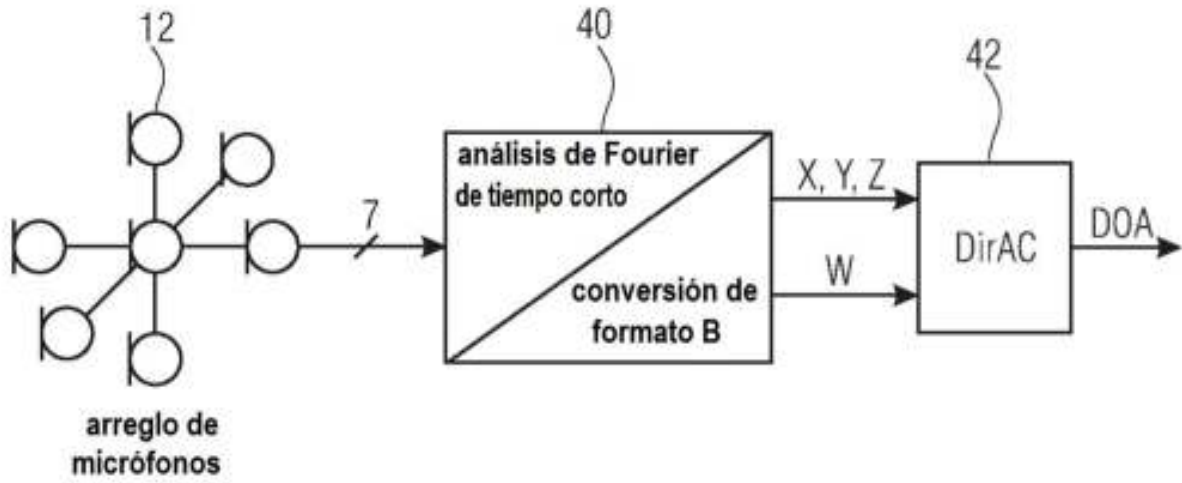 12
40
42
análisis de Fourier
de tiempo corto
conversión de
formato B
7
X, Y, Z
W
DirAC
DOA
arreglo de
micrófonos